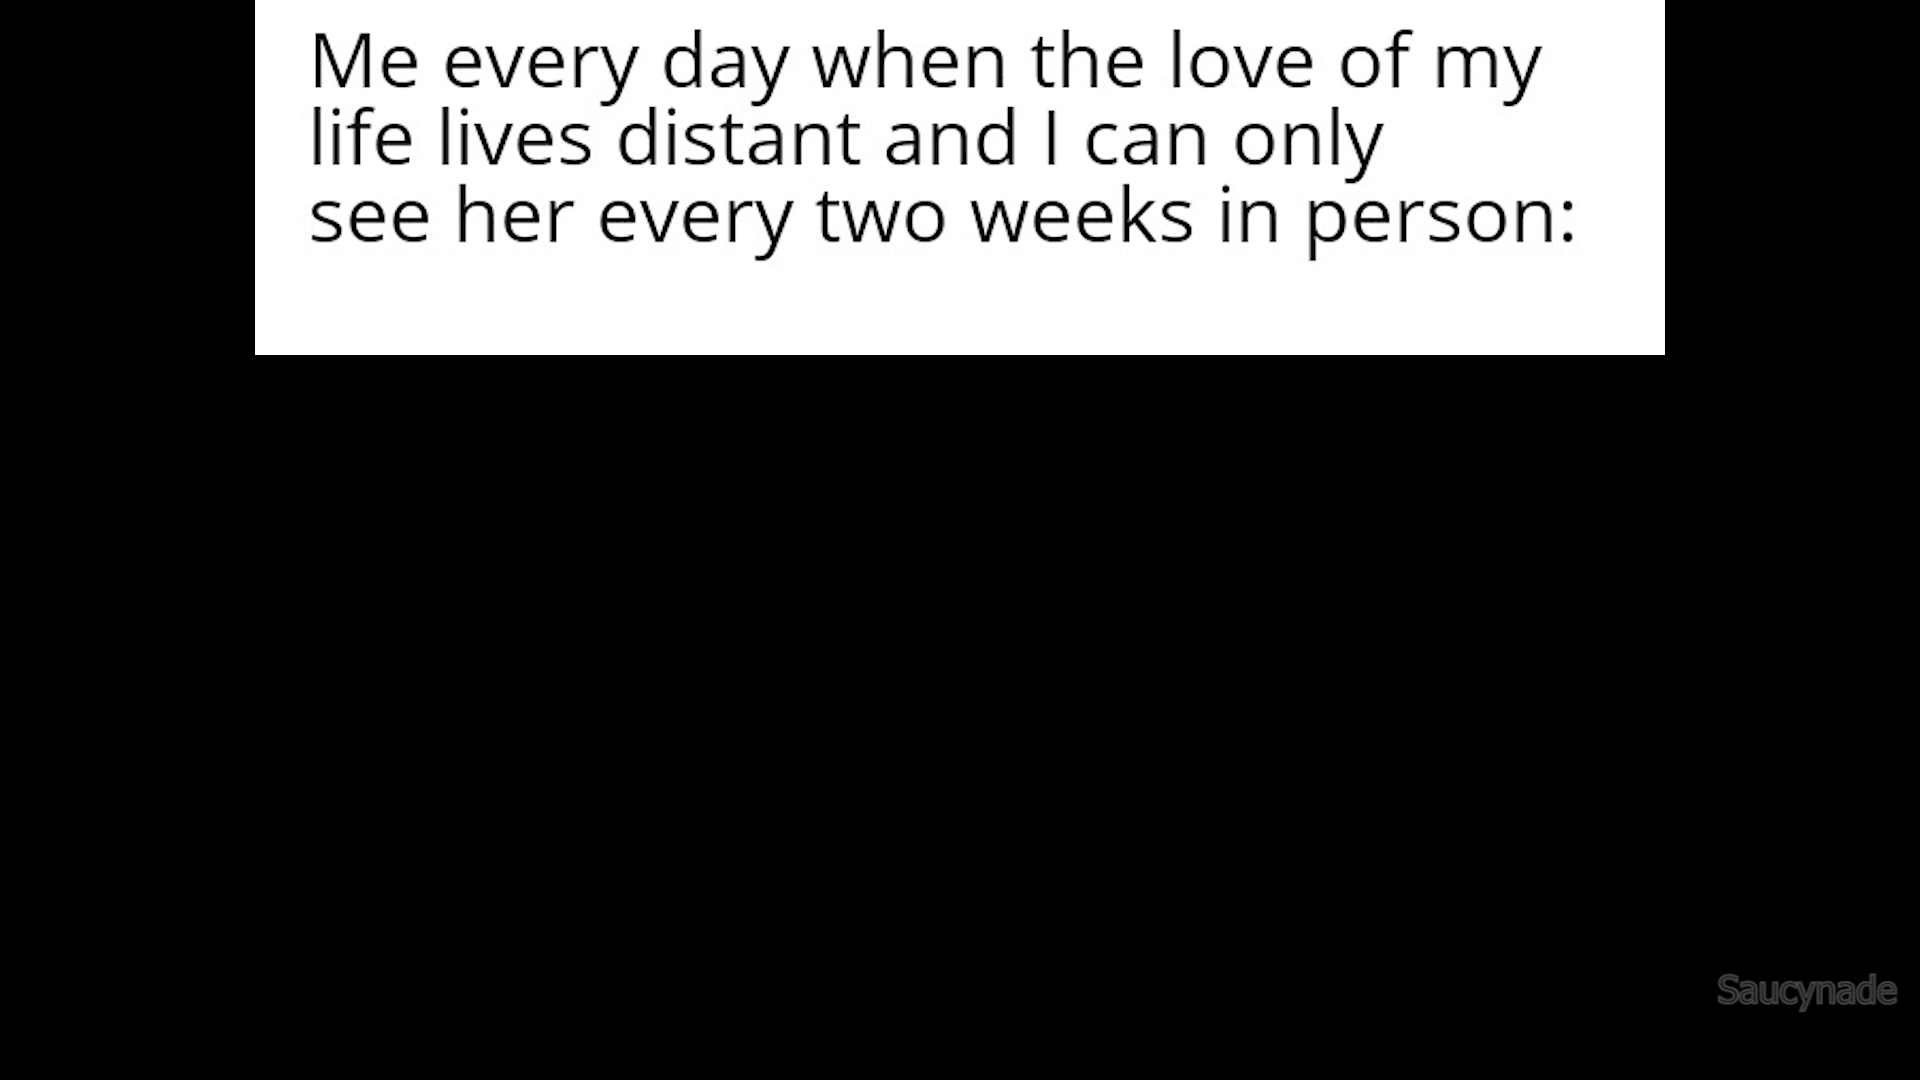 Me every day when the love of my
life lives distant and I can only
see her every two weeks in person:
Saucynade